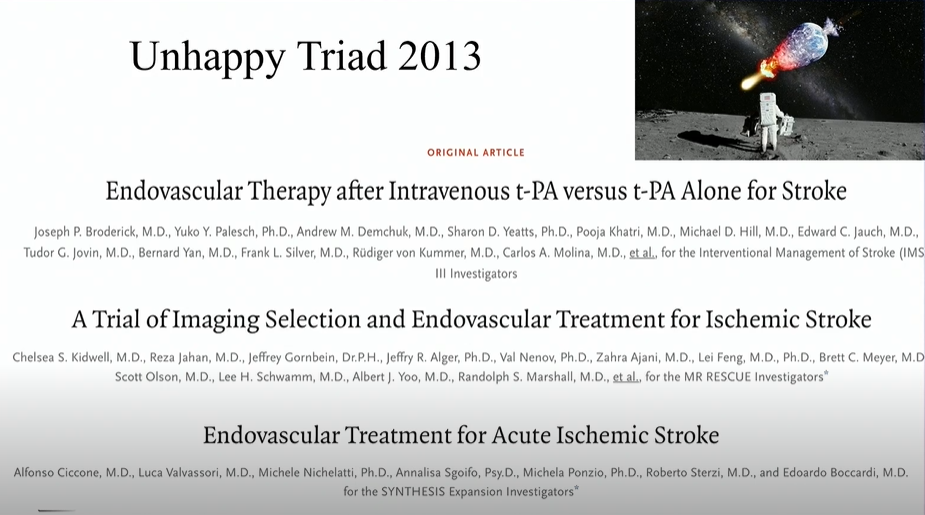 Unhappy Triad 2013
ORIGINAL ARTICLE
Endovascular Therapy after Intravenous t-PA versus t-PA Alone for Stroke
Joseph P. Broderick, M.D., Yuko Y. Palesch, Ph.D., Andrew M. Demchuk, M.D., Sharon D. Yeatts, Ph.D., Pooja Khatri, M.D., Michael D. Hill, M.D., Edward C. Jauch, M.D.,
Tudor G. Jovin, M.D., Bernard Yan, M.D., Frank L. Silver, M.D., Rüdiger von Kummer, M.D., Carlos A. Molina, M.D., et al., for the Interventional Management of Stroke (IMS
III Investigators
A Trial of Imaging Selection and Endovascular Treatment for Ischemic Stroke
Chelsea S. Kidwell, M.D., Reza Jahan, M.D., Jeffrey Gornbein, Dr.P.H., Jeffry R. Alger, Ph.D., Val Nenov, Ph.D., Zahra Ajani, M.D., Lei Feng, M.D., Ph.D., Brett C. Meyer, M.D
Scott Olson, M.D., Lee H. Schwamm, M.D., Albert J. Yoo, M.D., Randolph S. Marshall, M.D., et al., for the MR RESCUE Investigators*
Endovascular Treatment for Acute Ischemic Stroke
Alfonso Ciccone, M.D., Luca Valvassori, M.D., Michele Nichelatti, Ph.D., Annalisa Sgoifo, Psy.D., Michela Ponzio, Ph.D., Roberto Sterzi, M.D., and Edoardo Boccardi, M.D.
for the SYNTHESIS Expansion Investigators*